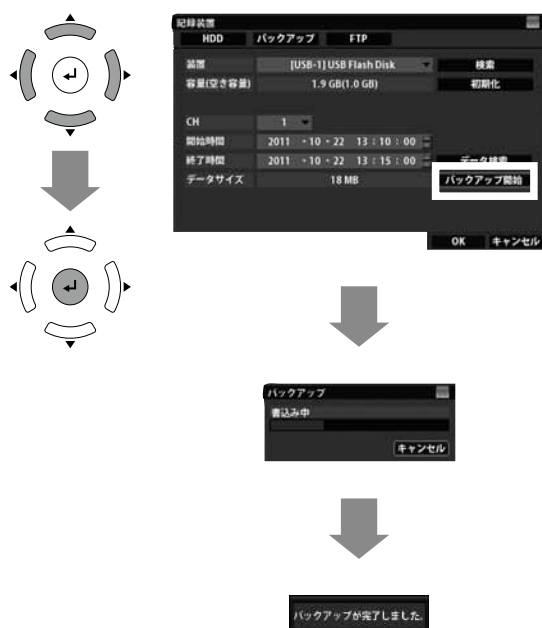 記録装置
HDD バックアップ FTP
装置 [USB-1] USB Flash Disk 検索
容量(空き容量) 1.9 GB(1.0 GB) 初期化
CH 1
開始時間 2011 - 10 - 22 13 : 10 : 00
終了時間 2011 - 10 - 22 13 : 15 : 00 データ検索
データサイズ 18 MB バックアップ開始
OK キャンセル
バックアップ
書込み中
キャンセル
バックアップが完了しました.